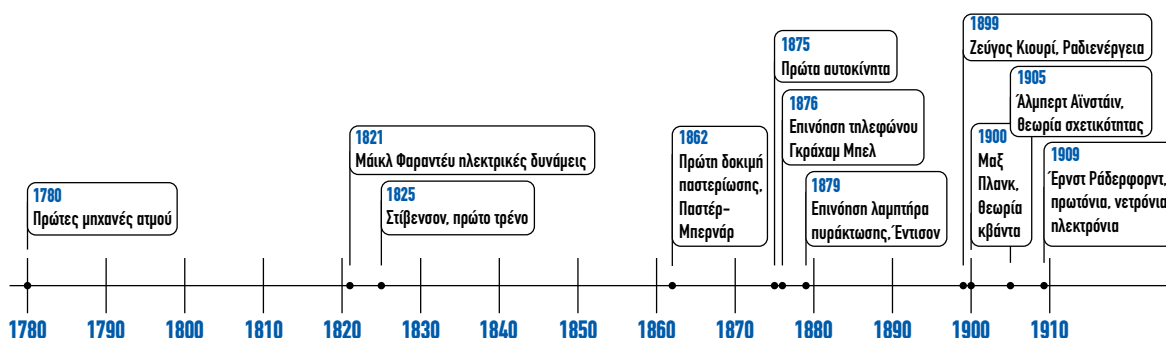 1780
Πρώτες μηχανές ατμού
1821
Μάικλ Φαραντέυ ηλεκτρικές δυνάμεις
1825
Στίβενσον, πρώτο τρένο
1862
Πρώτη δοκιμή
παστερίωσης,
Παστέρ-
Μπερνάρ
1875
Πρώτα αυτοκίνητα
1876
Επινόηση τηλεφώνου
Γκράχαμ Μπελ
1879
Επινόηση λαμπτήρα
πυράκτωσης, Έντισον
1899
Ζεύγος Κιουρί, Ραδιενέργεια
1900
Μαξ
Πλανκ,
θεωρία
κβάντα
1905
Άλμπερτ Αϊνστάιν,
θεωρία σχετικότητας
1909
Έρνστ Ράδερφορντ,
πρωτόνια, νετρόνια
ηλεκτρόνια
1780 1790 1800 1810 1820 1830 1840 1850 1860 1870 1880 1890 1900 1910